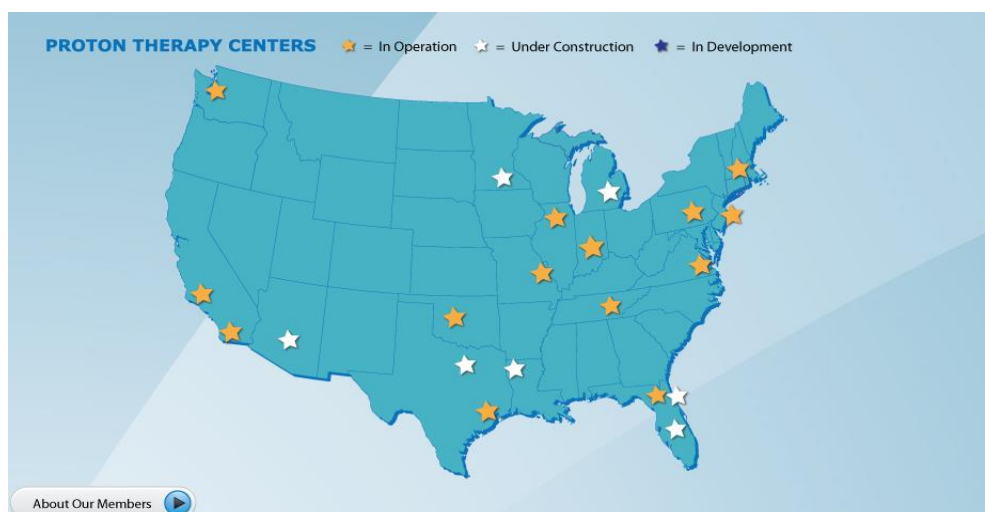 PROTON THERAPY CENTERS = In Operation = Under Construction = In Development
About Our Members